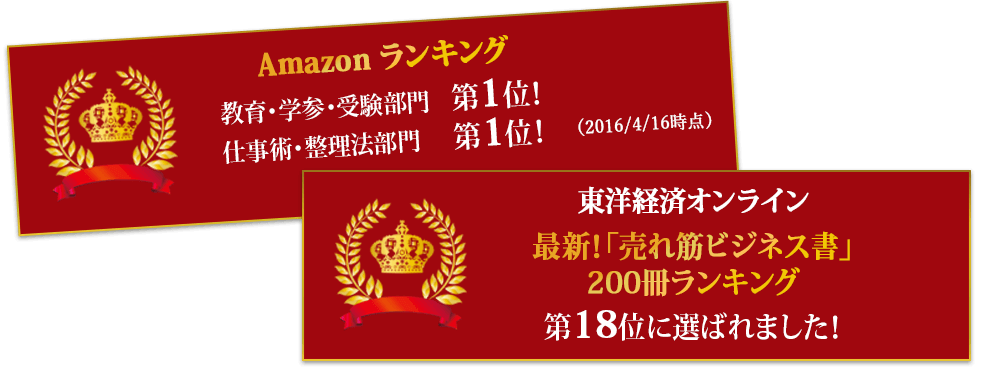 Amazon ランキング
教育・学参・受験部門 第1位!
仕事術・整理法部門 第1位! （2016/4/16時点）
東洋経済オンライン
最新!「売れ筋ビジネス書」
200冊ランキング
第18位に選ばれました!